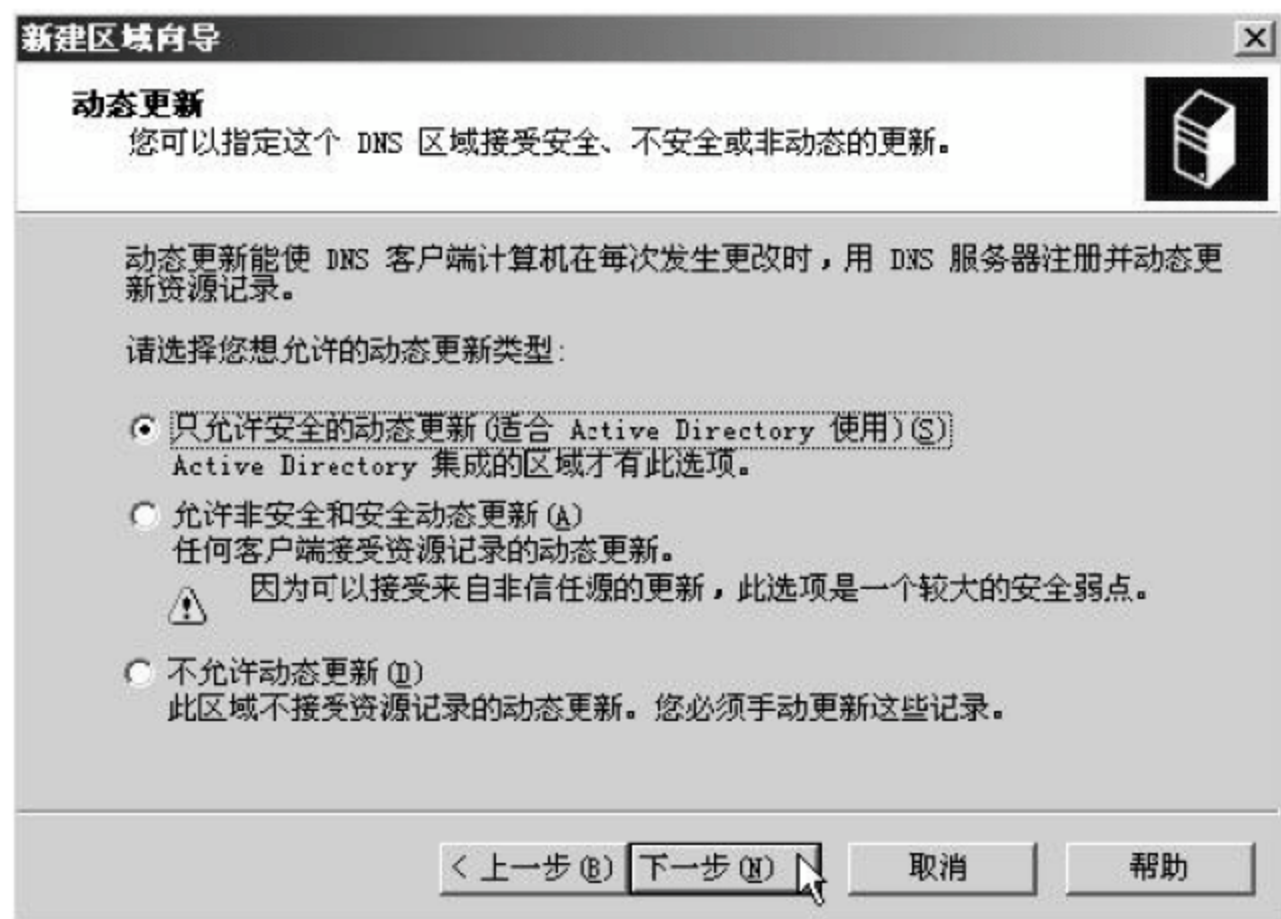 新建区域向导
动态更新
您可以指定这个 DNS 区域接受安全、不安全或非动态的更新。
动态更新能使 DNS 客户端计算机在每次发生更改时，用 DNS 服务器注册并动态更
新资源记录。
请选择您想允许的动态更新类型:
只允许安全的动态更新(适合 Active Directory 使用)(S)
Active Directory 集成的区域才有此选项。
允许非安全和安全动态更新(A)
任何客户端接受资源记录的动态更新。
因为可以接受来自非信任源的更新，此选项是一个较大的安全弱点。
不允许动态更新(D)
此区域不接受资源记录的动态更新。您必须手动更新这些记录。
< 上一步(B) 下一步(N) 取消 帮助